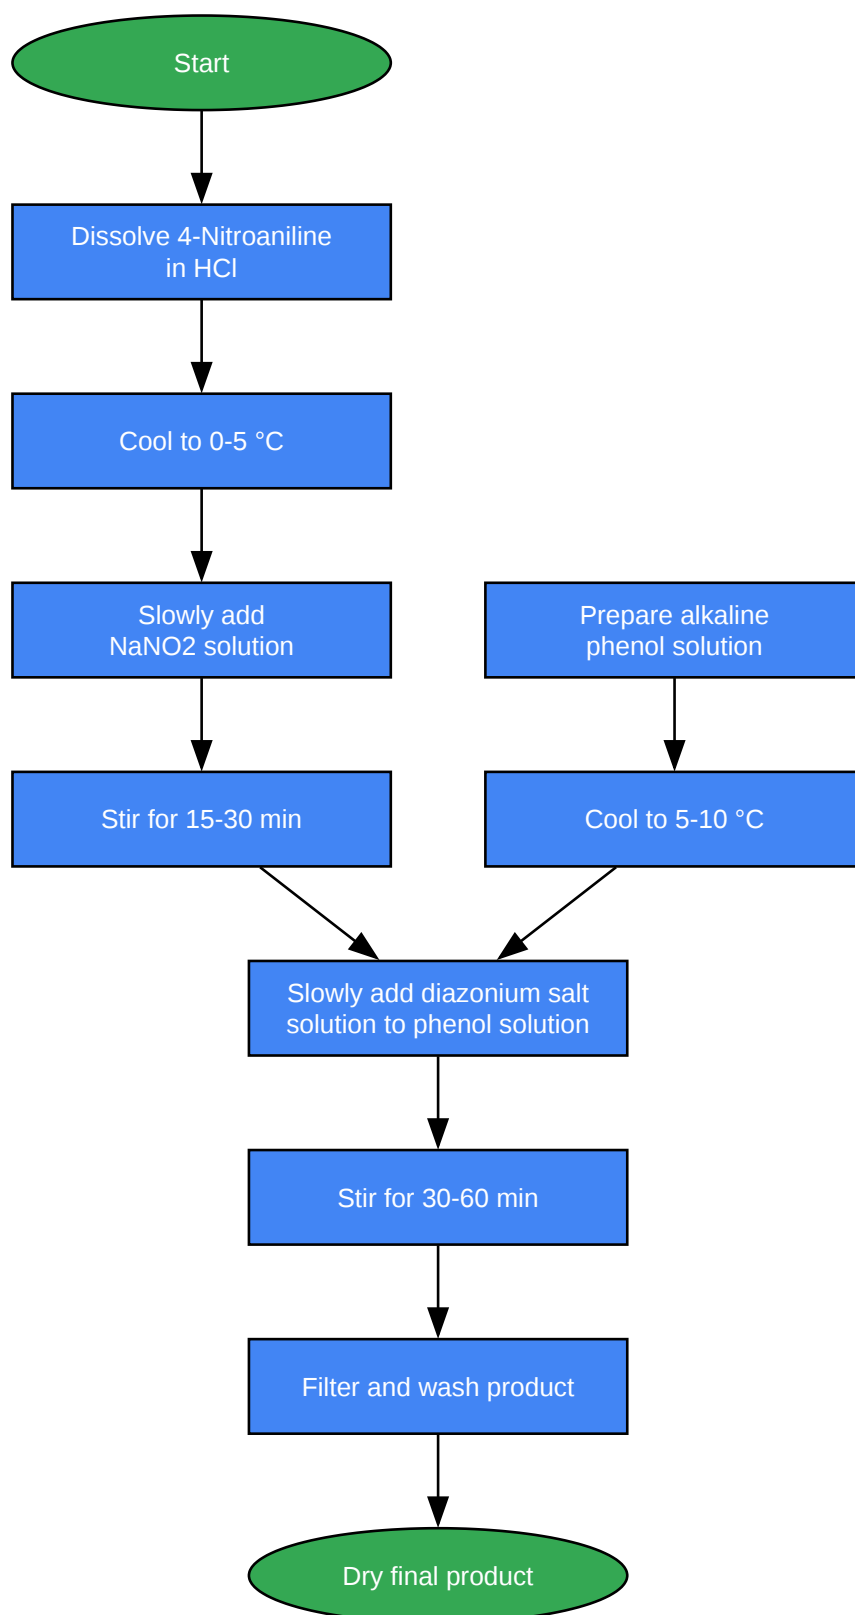 Start
Dissolve 4-Nitroaniline
in HCl
Cool to 0-5 °C
Slowly add
NaNO2 solution
Prepare alkaline
phenol solution
Stir for 15-30 min
Cool to 5-10 °C
Slowly add diazonium salt
solution to phenol solution
Stir for 30-60 min
Filter and wash product
Dry final product